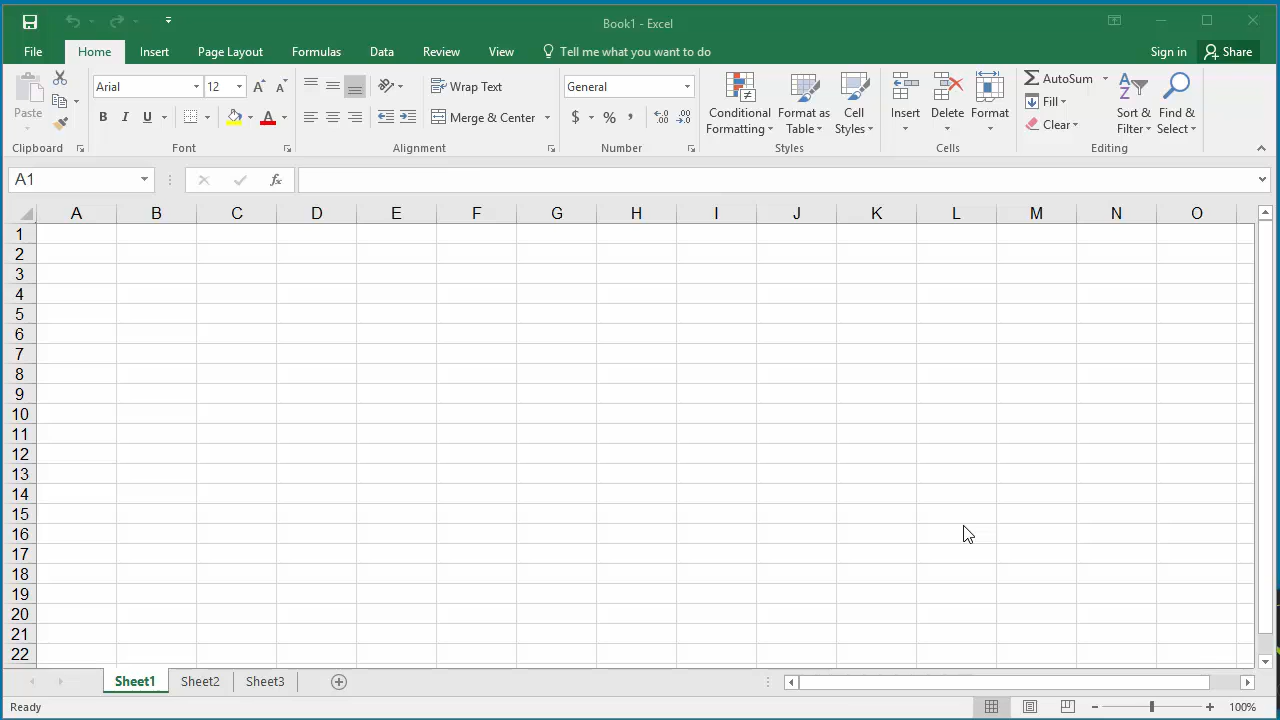 Book1 - Excel
File Home Insert Page Layout Formulas Data Review View Tell me what you want to do Sign in Share
Paste
Clipboard
Arial 12
B I U A
Font
Wrap Text
Merge & Center
Alignment
General
$ % ,
Number
Conditional Formatting
Format as Table
Cell Styles
Styles
Insert
Delete
Format
Cells
AutoSum
Fill
Clear
Sort & Filter
Find & Select
Editing
A1 fx
A B C D E F G H I J K L M N O
1
2
3
4
5
6
7
8
9
10
11
12
13
14
15
16
17
18
19
20
21
22
Sheet1 Sheet2 Sheet3
Ready 100%